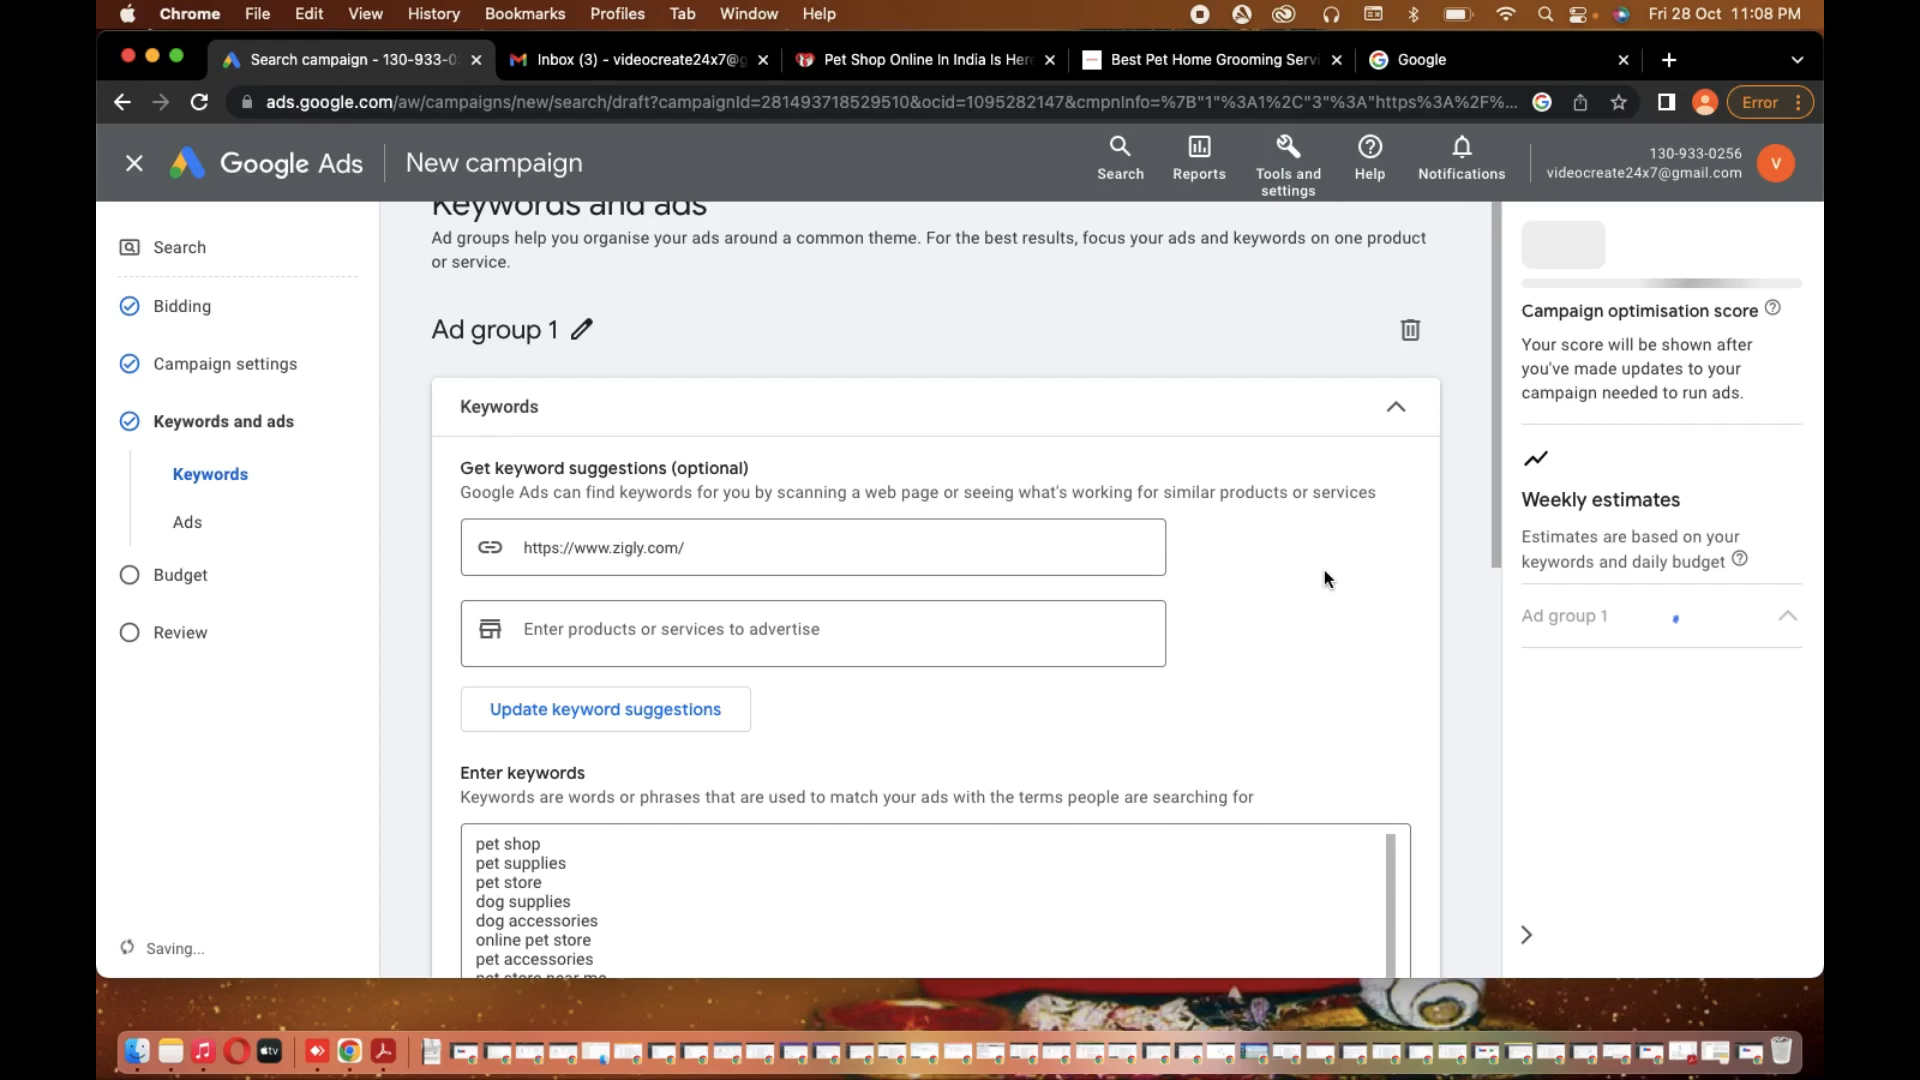 Chrome File Edit View History Bookmarks Profiles Tab Window Help Fri 28 Oct 11:08 PM
Search campaign - 130-933-0 Inbox (3) - videocreate24x7@g Pet Shop Online In India Is Her Best Pet Home Grooming Servi Google
ads.google.com/aw/campaigns/new/search/draft?campaignId=281493718529510&ocid=1095282147&cmpnInfo=%7B"1"%3A1%2C"3"%3A"https%3A%2F%... Error
Google Ads New campaign
Search Reports Tools and settings Help Notifications
130-933-0256
videocreate24x7@gmail.com
V
Search
Bidding
Campaign settings
Keywords and ads
Keywords
Ads
Budget
Review
Saving...
Keywords and ads
Ad groups help you organise your ads around a common theme. For the best results, focus your ads and keywords on one product
or service.
Ad group 1
Keywords
Get keyword suggestions (optional)
Google Ads can find keywords for you by scanning a web page or seeing what's working for similar products or services
https://www.zigly.com/
Enter products or services to advertise
Update keyword suggestions
Enter keywords
Keywords are words or phrases that are used to match your ads with the terms people are searching for
pet shop
pet supplies
pet store
dog supplies
dog accessories
online pet store
pet accessories
pet store near me
Campaign optimisation score
Your score will be shown after
you've made updates to your
campaign needed to run ads.
Weekly estimates
Estimates are based on your
keywords and daily budget
Ad group 1
tv